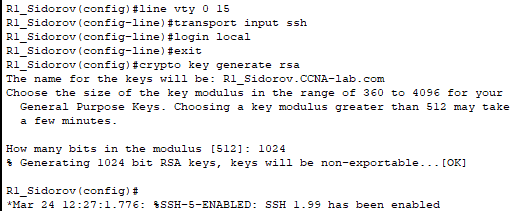 R1_Sidorov(config)#line vty 0 15
R1_Sidorov(config-line)#transport input ssh
R1_Sidorov(config-line)#login local
R1_Sidorov(config-line)#exit
R1_Sidorov(config)#crypto key generate rsa
The name for the keys will be: R1_Sidorov.CCNA-lab.com
Choose the size of the key modulus in the range of 360 to 4096 for your
General Purpose Keys. Choosing a key modulus greater than 512 may take
a few minutes.
How many bits in the modulus [512]: 1024
% Generating 1024 bit RSA keys, keys will be non-exportable...[OK]
R1_Sidorov(config)#
*Mar 24 12:27:1.776: %SSH-5-ENABLED: SSH 1.99 has been enabled